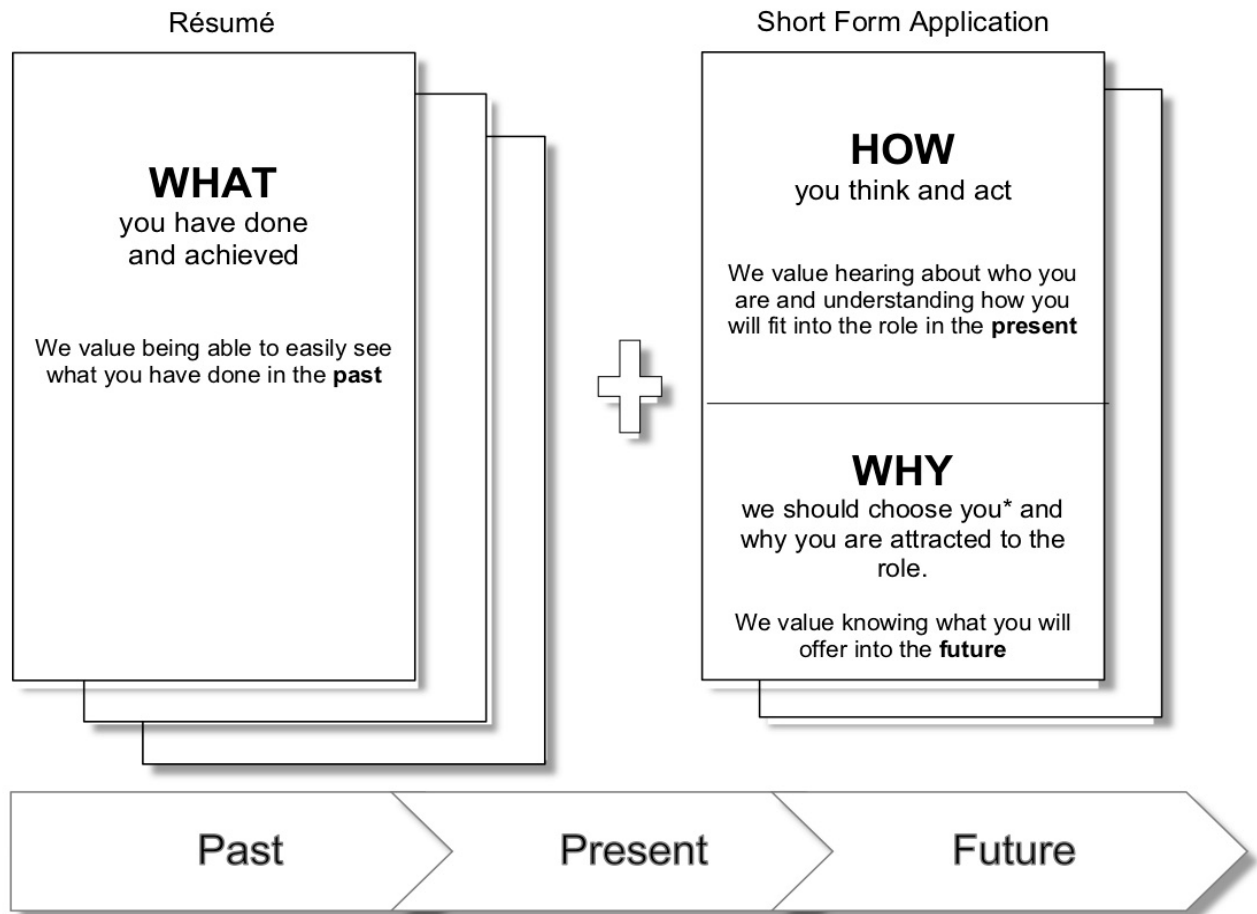 Résumé
WHAT
you have done
and achieved
We value being able to easily see
what you have done in the past
Short Form Application
HOW
you think and act
We value hearing about who you
are and understanding how you
will fit into the role in the present
WHY
we should choose you* and
why you are attracted to the
role.
We value knowing what you will
offer into the future
Past
Present
Future